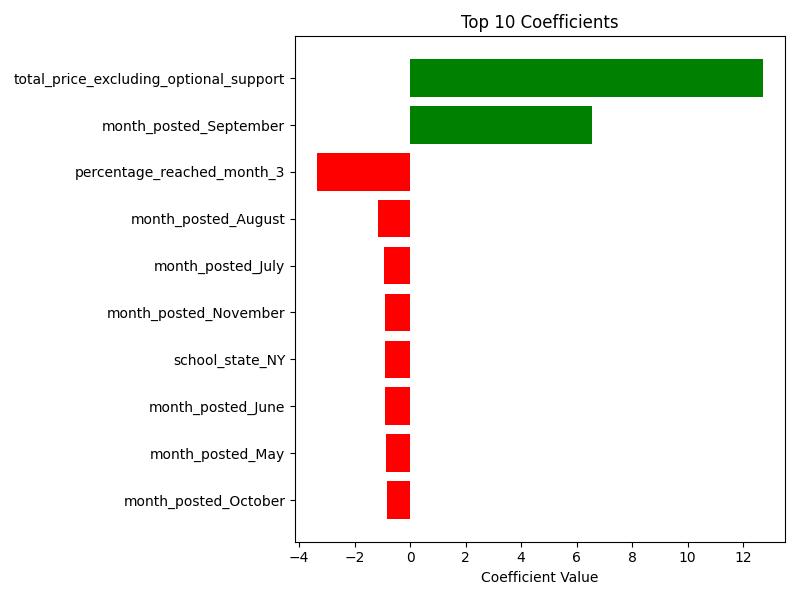 Top 10 Coefficients
total_price_excluding_optional_support
month_posted_September
percentage_reached_month_3
month_posted_August
month_posted_July
month_posted_November
school_state_NY
month_posted_June
month_posted_May
month_posted_October
−4 −2 0 2 4 6 8 10 12
Coefficient Value